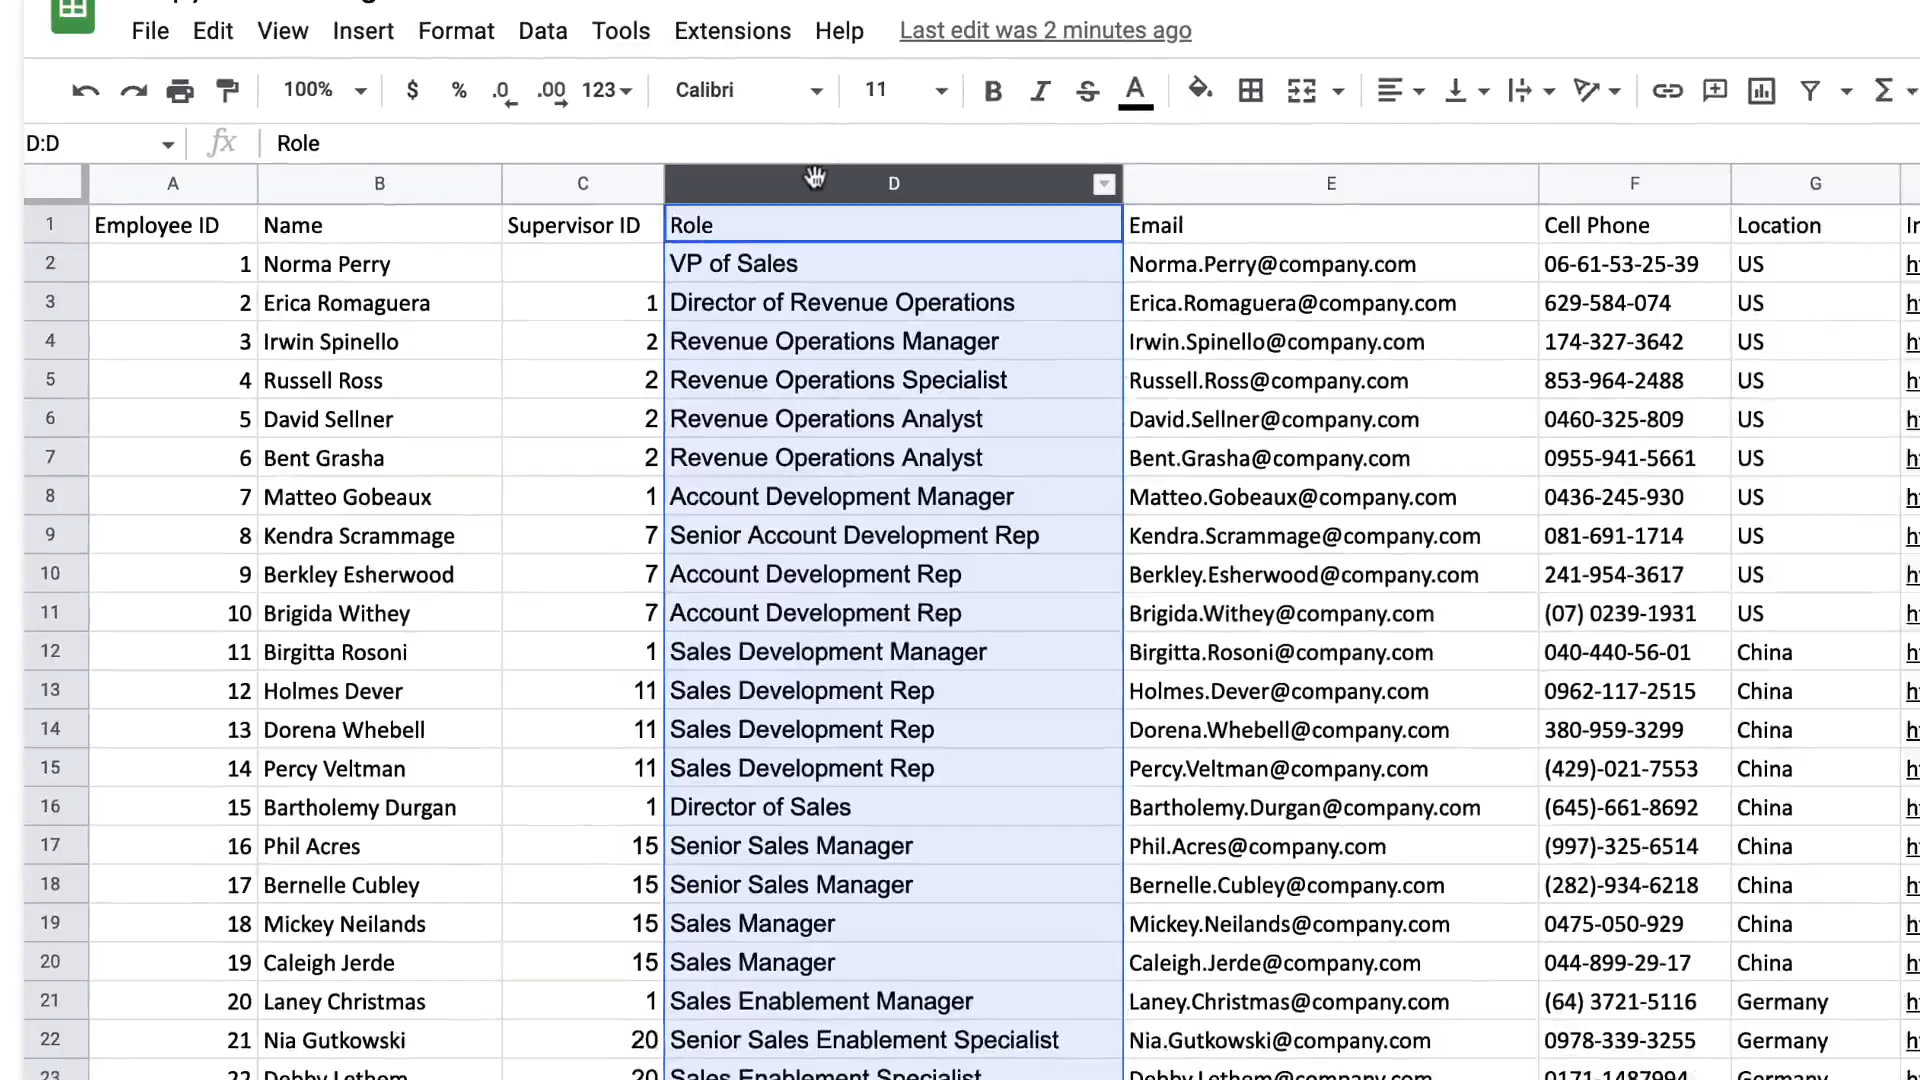 File Edit View Insert Format Data Tools Extensions Help Last edit was 2 minutes ago
100% $ % .0 .00 123 Calibri 11 B I S A Σ
D:D fx Role
A B C D E F G
1 Employee ID Name Supervisor ID Role Email Cell Phone Location
2 1 Norma Perry VP of Sales Norma.Perry@company.com 06-61-53-25-39 US
3 2 Erica Romaguera 1 Director of Revenue Operations Erica.Romaguera@company.com 629-584-074 US
4 3 Irwin Spinello 2 Revenue Operations Manager Irwin.Spinello@company.com 174-327-3642 US
5 4 Russell Ross 2 Revenue Operations Specialist Russell.Ross@company.com 853-964-2488 US
6 5 David Sellner 2 Revenue Operations Analyst David.Sellner@company.com 0460-325-809 US
7 6 Bent Grasha 2 Revenue Operations Analyst Bent.Grasha@company.com 0955-941-5661 US
8 7 Matteo Gobeaux 1 Account Development Manager Matteo.Gobeaux@company.com 0436-245-930 US
9 8 Kendra Scrammage 7 Senior Account Development Rep Kendra.Scrammage@company.com 081-691-1714 US
10 9 Berkley Esherwood 7 Account Development Rep Berkley.Esherwood@company.com 241-954-3617 US
11 10 Brigida Withey 7 Account Development Rep Brigida.Withey@company.com (07) 0239-1931 US
12 11 Birgitta Rosoni 1 Sales Development Manager Birgitta.Rosoni@company.com 040-440-56-01 China
13 12 Holmes Dever 11 Sales Development Rep Holmes.Dever@company.com 0962-117-2515 China
14 13 Dorena Whebell 11 Sales Development Rep Dorena.Whebell@company.com 380-959-3299 China
15 14 Percy Veltman 11 Sales Development Rep Percy.Veltman@company.com (429)-021-7553 China
16 15 Bartholemy Durgan 1 Director of Sales Bartholemy.Durgan@company.com (645)-661-8692 China
17 16 Phil Acres 15 Senior Sales Manager Phil.Acres@company.com (997)-325-6514 China
18 17 Bernelle Cubley 15 Senior Sales Manager Bernelle.Cubley@company.com (282)-934-6218 China
19 18 Mickey Neilands 15 Sales Manager Mickey.Neilands@company.com 0475-050-929 China
20 19 Caleigh Jerde 15 Sales Manager Caleigh.Jerde@company.com 044-899-29-17 China
21 20 Laney Christmas 1 Sales Enablement Manager Laney.Christmas@company.com (64) 3721-5116 Germany
22 21 Nia Gutkowski 20 Senior Sales Enablement Specialist Nia.Gutkowski@company.com 0978-339-3255 Germany
23 22 Debby Lethem 20 Sales Enablement Specialist Debby.Lethem@company.com 0171-1487994 Germany